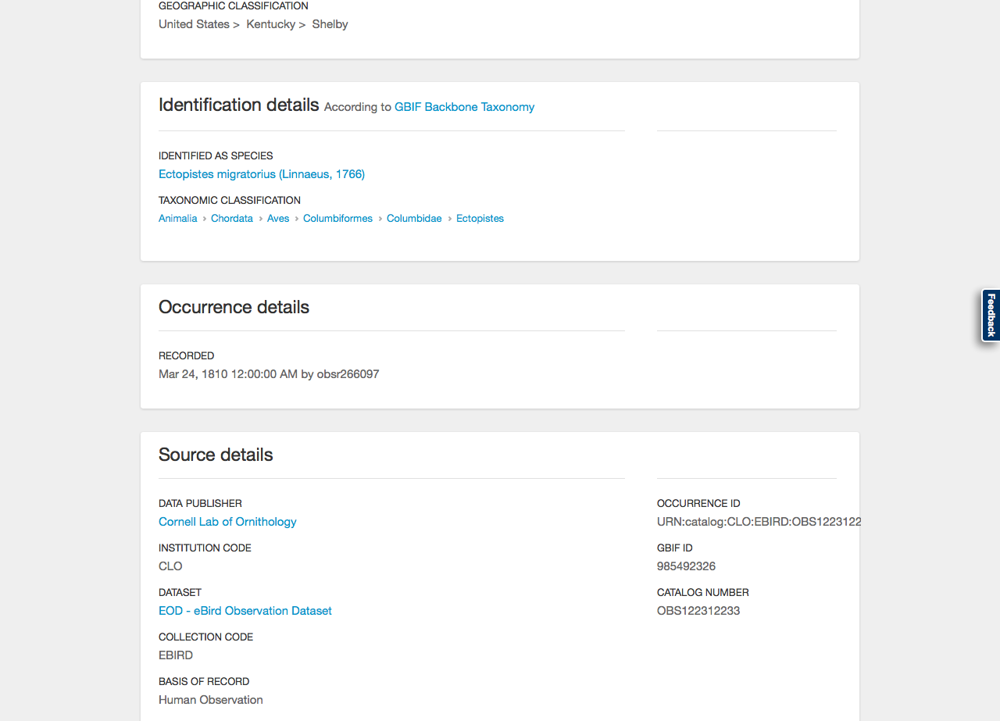 GEOGRAPHIC CLASSIFICATION
United States > Kentucky > Shelby
Identification details According to GBIF Backbone Taxonomy
IDENTIFIED AS SPECIES
Ectopistes migratorius (Linnaeus, 1766)
TAXONOMIC CLASSIFICATION
Animalia › Chordata › Aves › Columbiformes › Columbidae › Ectopistes
Feedback
Occurrence details
RECORDED
Mar 24, 1810 12:00:00 AM by obsr266097
Source details
DATA PUBLISHER
Cornell Lab of Ornithology
INSTITUTION CODE
CLO
DATASET
EOD - eBird Observation Dataset
COLLECTION CODE
EBIRD
BASIS OF RECORD
Human Observation
OCCURRENCE ID
URN:catalog:CLO:EBIRD:OBS1223122
GBIF ID
985492326
CATALOG NUMBER
OBS122312233